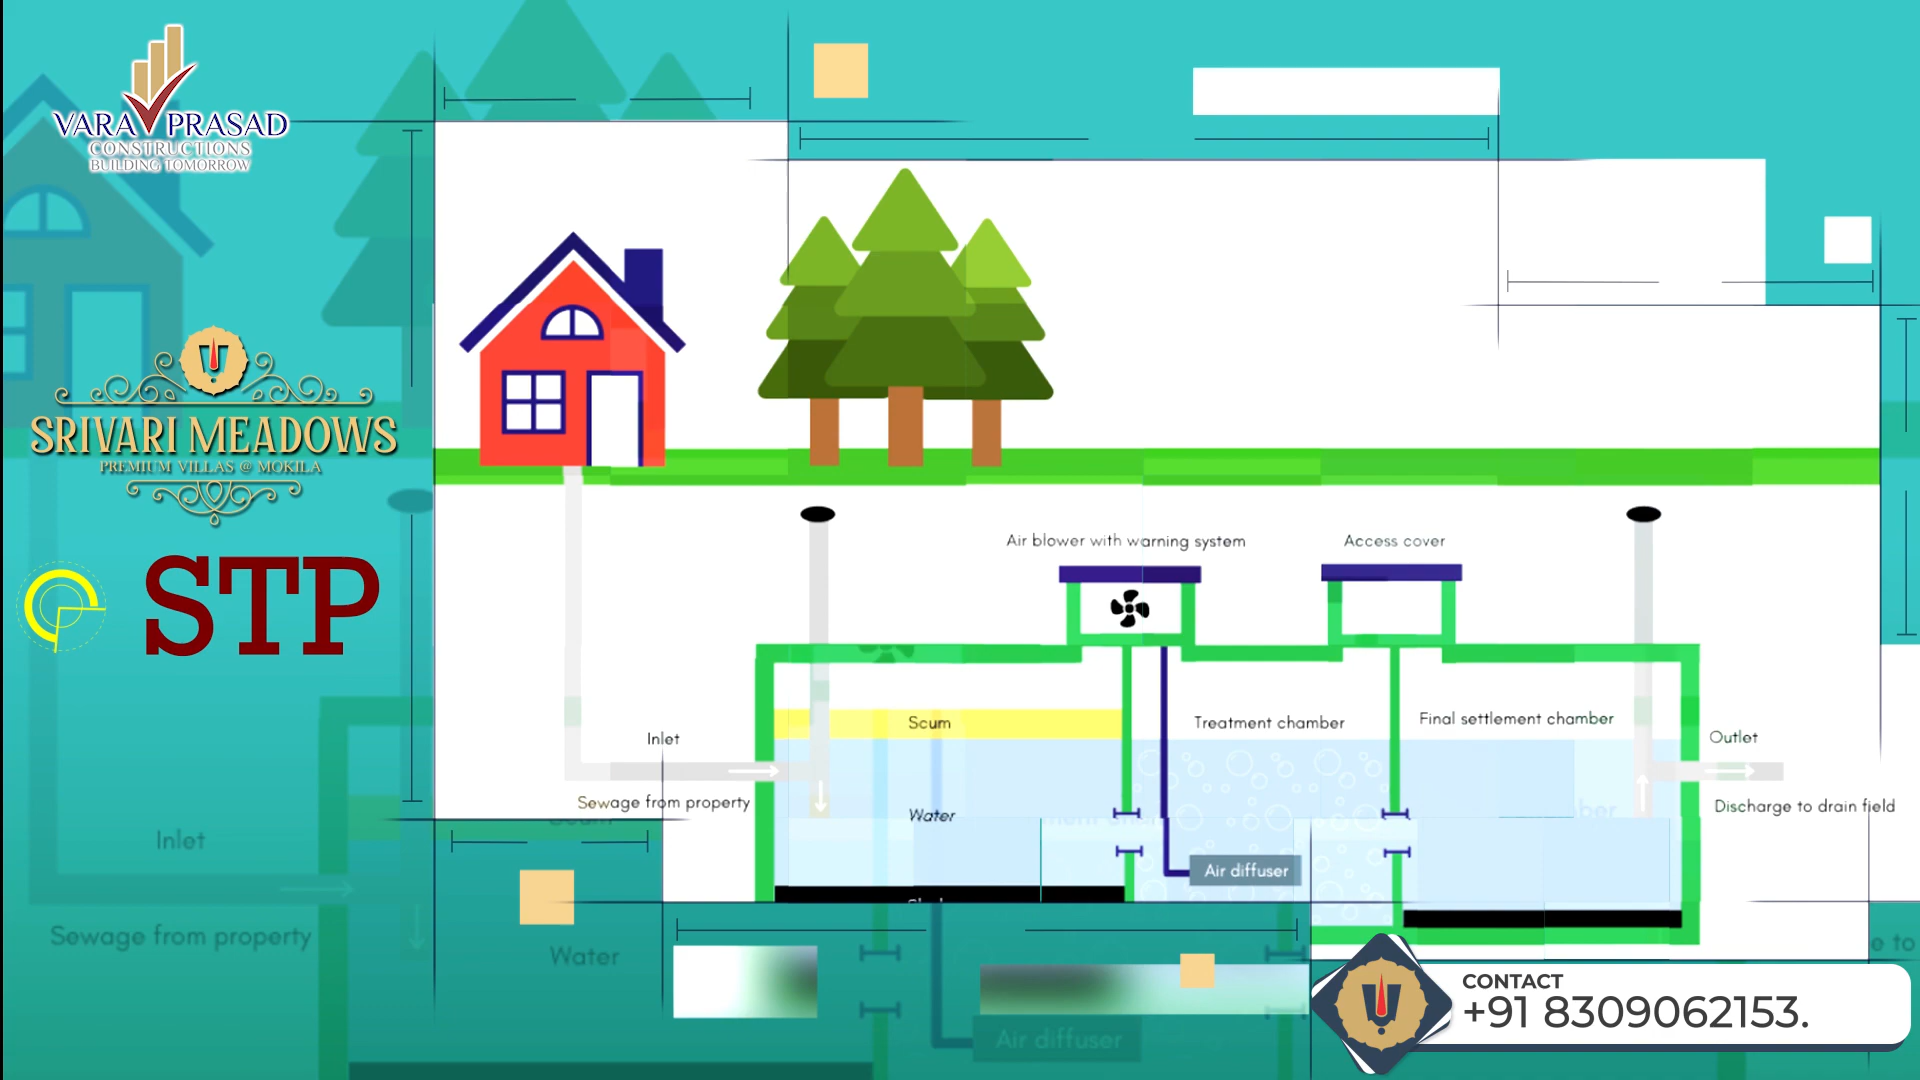 VARA PRASAD
CONSTRUCTIONS
BUILDING TOMORROW
SRIVARI MEADOWS
PREMIUM VILLAS @ MOKILA
STP
Air blower with warning system
Access cover
Scum
Treatment chamber
Final settlement chamber
Inlet
Outlet
Sewage from property
Water
Discharge to drain field
Air diffuser
Inlet
Sewage from property
Water
e to
Air diffuser
CONTACT
+91 8309062153.